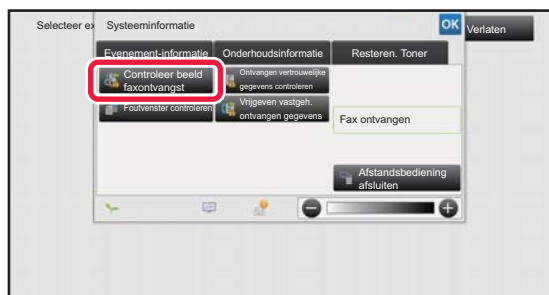 Selecteer ex
Systeeminformatie
OK
Verlaten
Evenement-informatie
Onderhoudsinformatie
Resteren. Toner
Controleer beeld
faxontvangst
Ontvangen vertrouwelijke
gegevens controleren
Foutvenster controleren
Vrijgeven vastgeh.
ontvangen gegevens
Fax ontvangen
Afstandsbediening
afsluiten